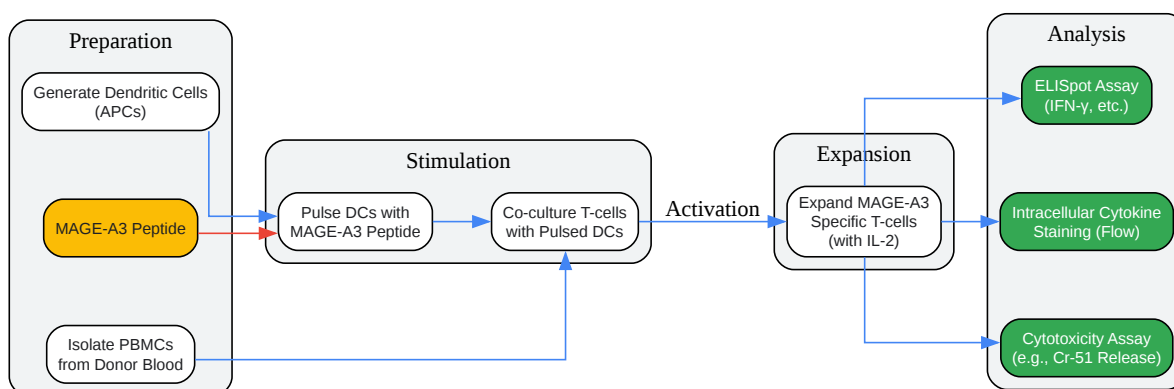 Preparation
Generate Dendritic Cells
(APCs)
MAGE-A3 Peptide
Isolate PBMCs
from Donor Blood
Stimulation
Pulse DCs with
MAGE-A3 Peptide
Co-culture T-cells
with Pulsed DCs
Activation
Expansion
Expand MAGE-A3
Specific T-cells
(with IL-2)
Analysis
ELISpot Assay
(IFN-γ, etc.)
Intracellular Cytokine
Staining (Flow)
Cytotoxicity Assay
(e.g., Cr-51 Release)